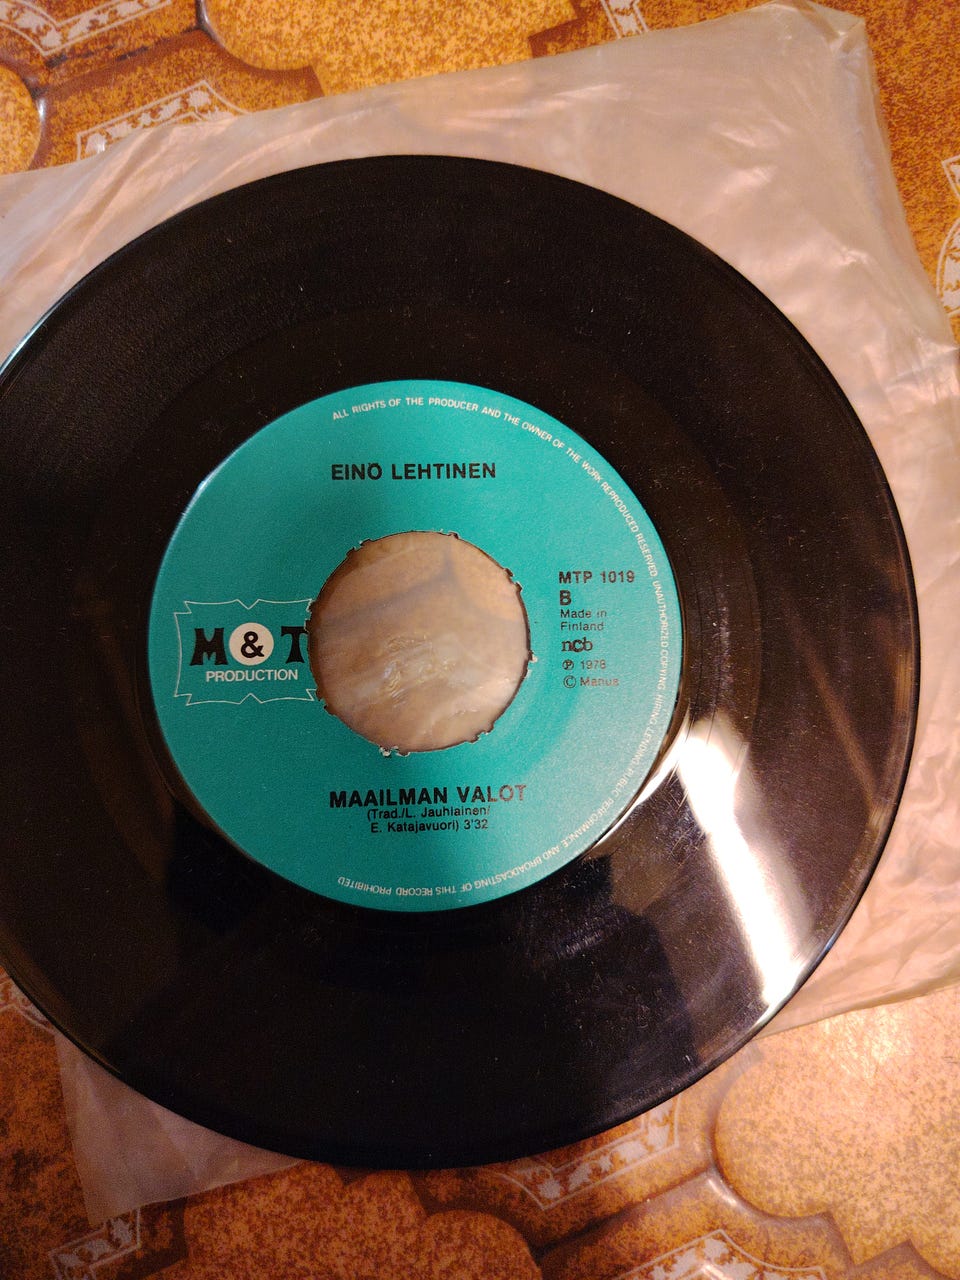 ALL RIGHTS OF THE PRODUCER AND THE OWNER OF THE WORK REPRODUCED RESERVED. UNAUTHORIZED COPYING, HIRING, LENDING, PUBLIC PERFORMANCE AND BROADCASTING OF THIS RECORD PROHIBITED
EINÖ LEHTINEN
MTP 1019
B
Made in
Finland
ncb
℗ 1978
© Manus
M&T
PRODUCTION
MAAILMAN VALOT
(Trad./L. Jauhiainen/
E. Katajavuori) 3'32